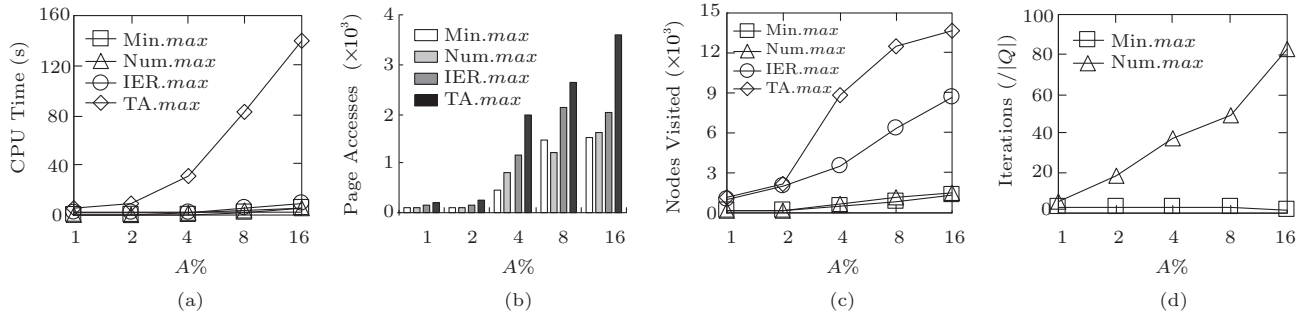 160
120
80
40
0
CPU Time (s)
Min.max
Num.max
IER.max
TA.max
1 2 4 8 16
A%
(a)
4
3
2
1
0
Page Accesses (×10³)
Min.max
Num.max
IER.max
TA.max
1 2 4 8 16
A%
(b)
15
12
9
6
3
0
Nodes Visited (×10³)
Min.max
Num.max
IER.max
TA.max
1 2 4 8 16
A%
(c)
100
80
60
40
20
0
Iterations (/|Q|)
Min.max
Num.max
1 2 4 8 16
A%
(d)